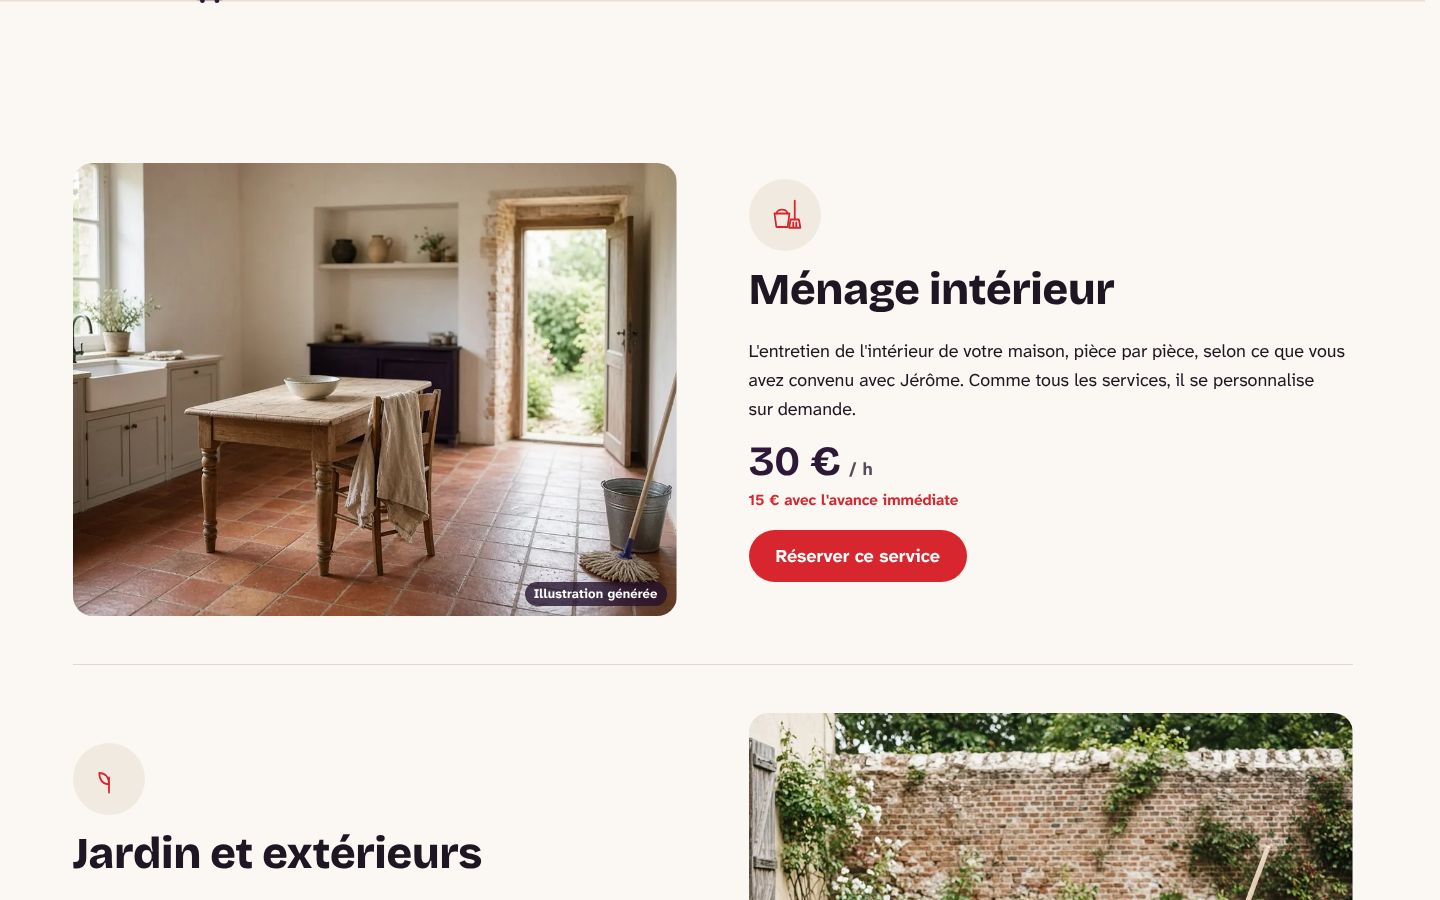 Ménage intérieur
L'entretien de l'intérieur de votre maison, pièce par pièce, selon ce que vous
avez convenu avec Jérôme. Comme tous les services, il se personnalise
sur demande.
30 € / h
15 € avec l'avance immédiate
Réserver ce service
Illustration générée
Jardin et extérieurs